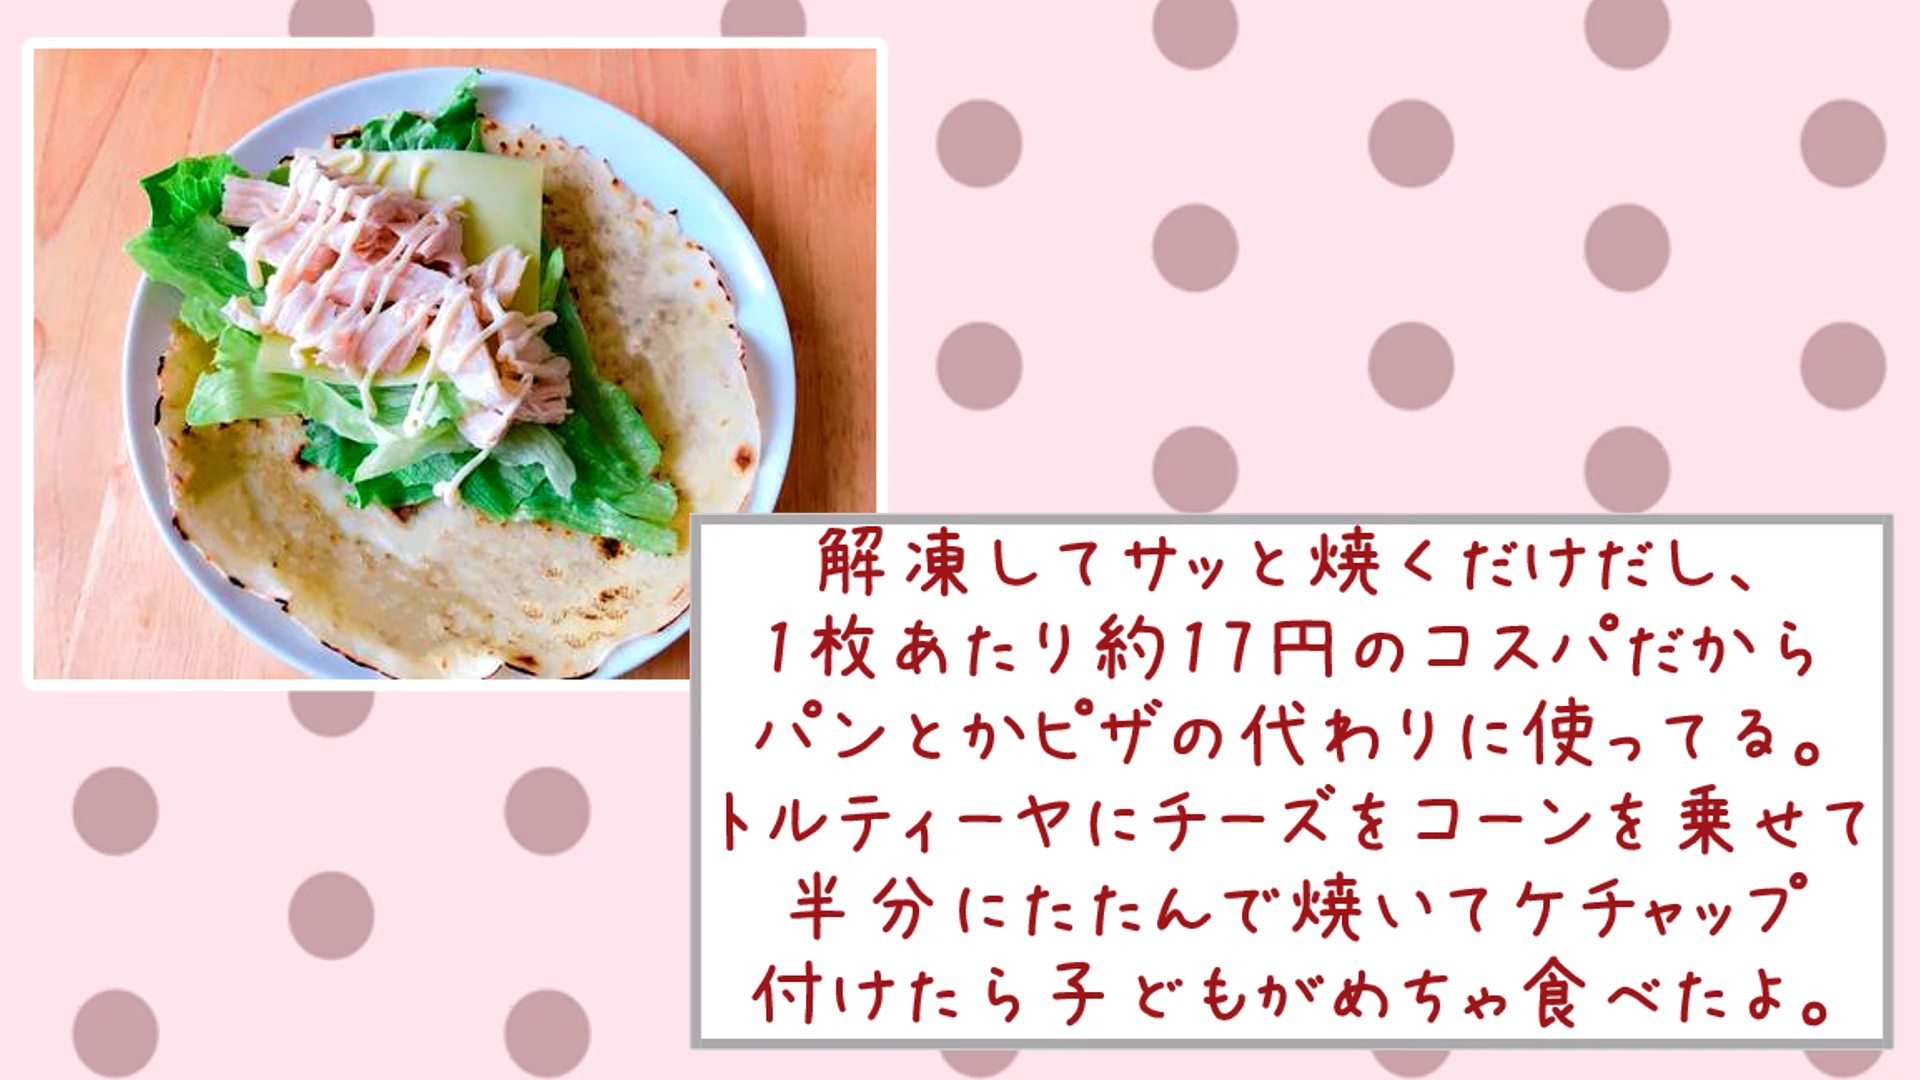 解凍してサッと焼くだけだし、
1枚あたり約17円のコスパだから
パンとかピザの代わりに使ってる。
トルティーヤにチーズをコーンを乗せて
半分にたたんで焼いてケチャップ
付けたら子どもがめちゃ食べたよ。